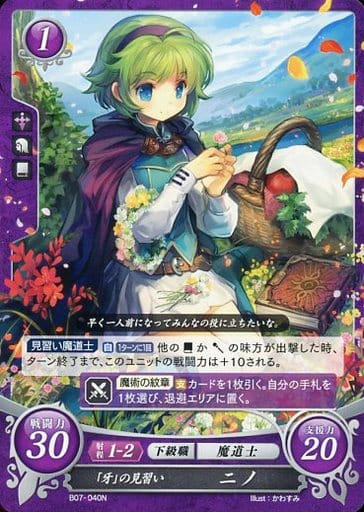 1
早く一人前になってみんなの役に立ちたいな。
見習い魔道士 自 1ターンに1回 他の か の味方が出撃した時、
ターン終了まで、このユニットの戦闘力は+10される。
魔術の紋章 支 カードを1枚引く。自分の手札を
1枚選び、退避エリアに置く。
戦闘力
30
射程 1-2 下級職 魔道士
支援力
20
「牙」の見習い ニノ
B07-040N
Illust:かわすみ